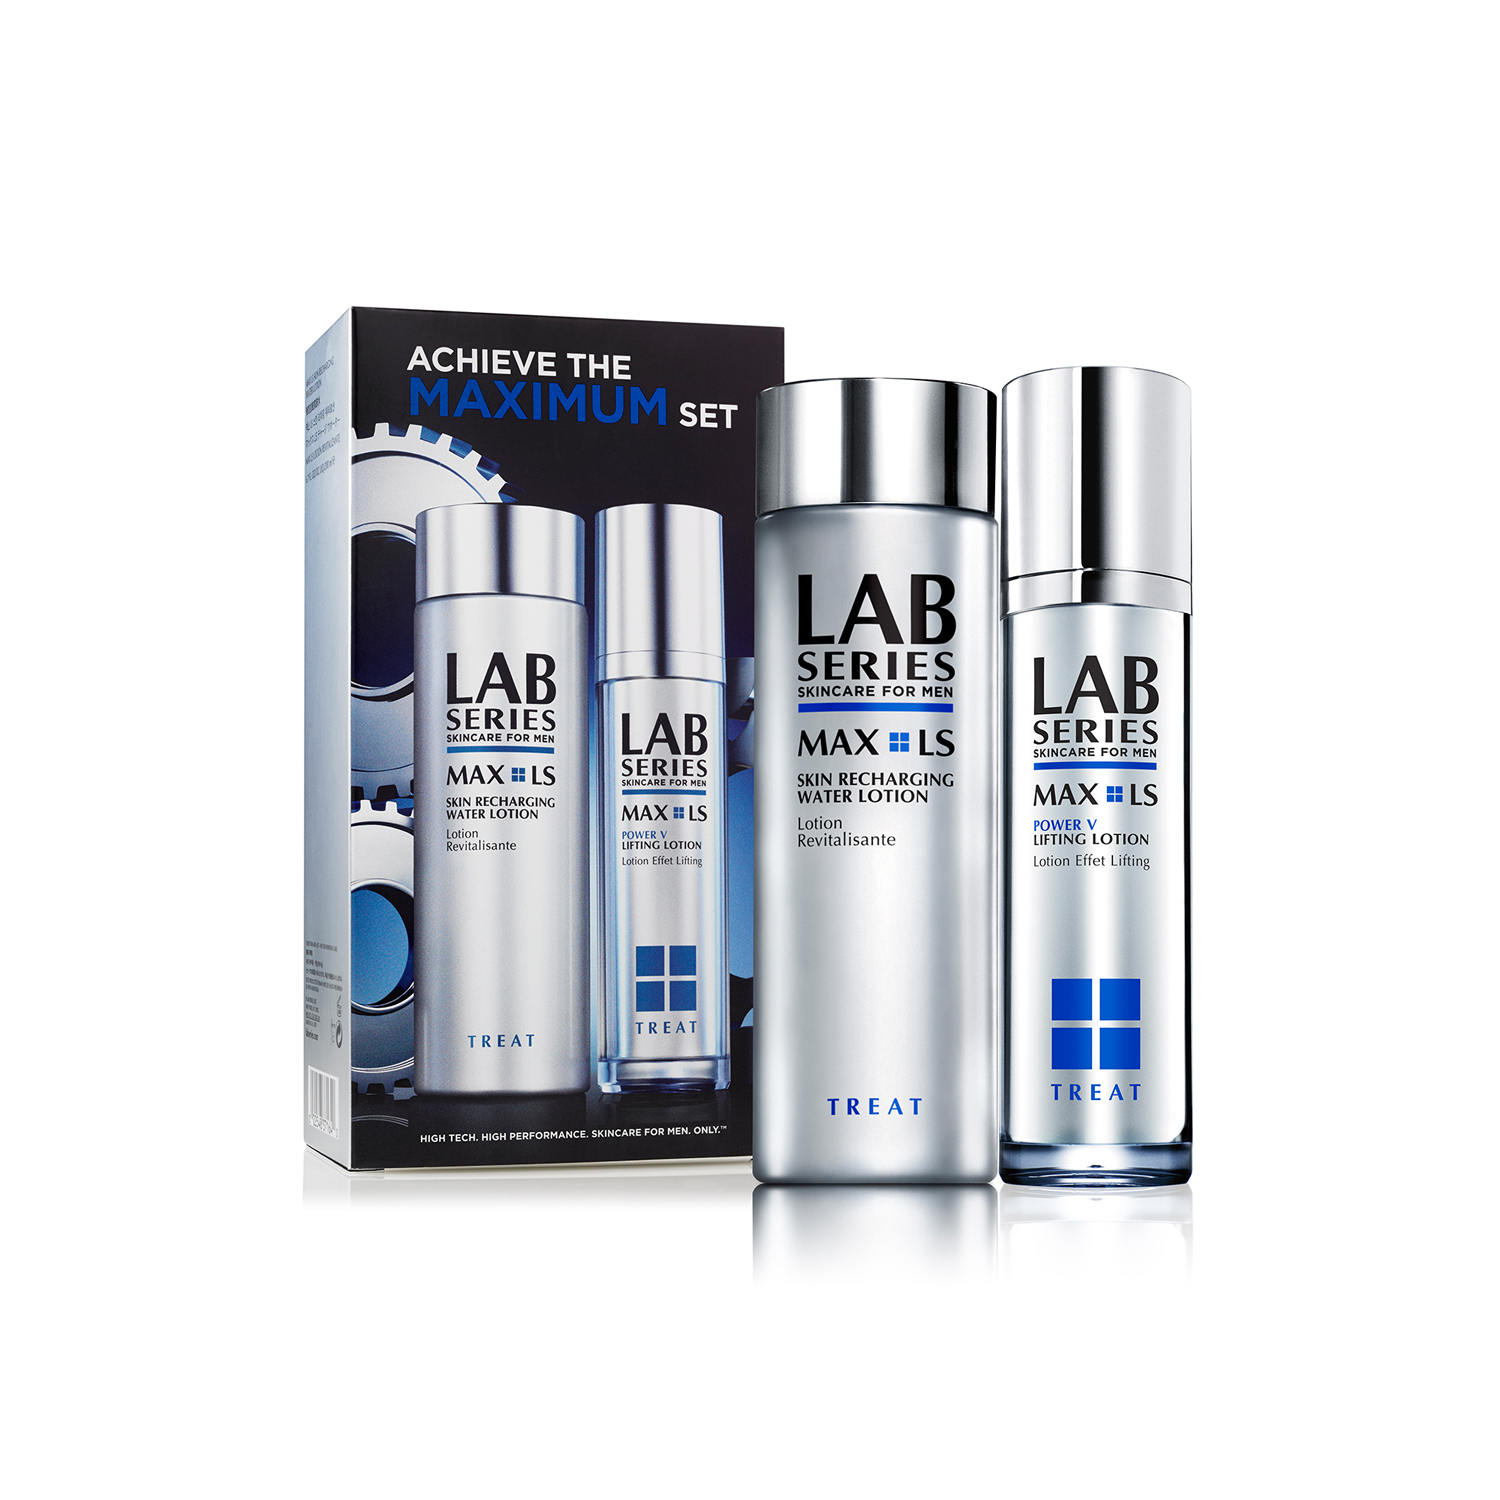 ACHIEVE THE
MAXIMUM SET
LAB
SERIES
SKINCARE FOR MEN
MAX LS
SKIN RECHARGING
WATER LOTION
Lotion
Revitalisante
TREAT
LAB
SERIES
SKINCARE FOR MEN
MAX LS
POWER V
LIFTING LOTION
Lotion Effet Lifting
TREAT
HIGH TECH. HIGH PERFORMANCE. SKINCARE FOR MEN. ONLY.™
LAB
SERIES
SKINCARE FOR MEN
MAX LS
SKIN RECHARGING
WATER LOTION
Lotion
Revitalisante
TREAT
LAB
SERIES
SKINCARE FOR MEN
MAX LS
POWER V
LIFTING LOTION
Lotion Effet Lifting
TREAT